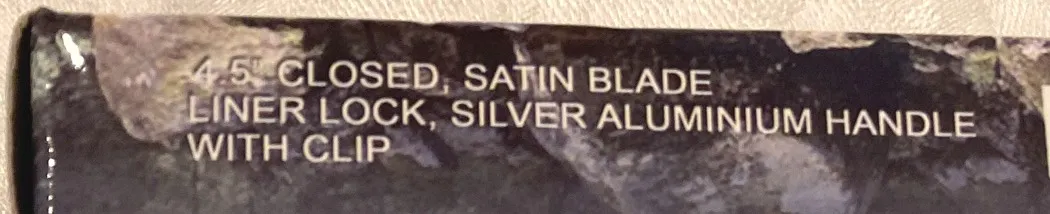 4.5" CLOSED, SATIN BLADE
LINER LOCK, SILVER ALUMINIUM HANDLE
WITH CLIP